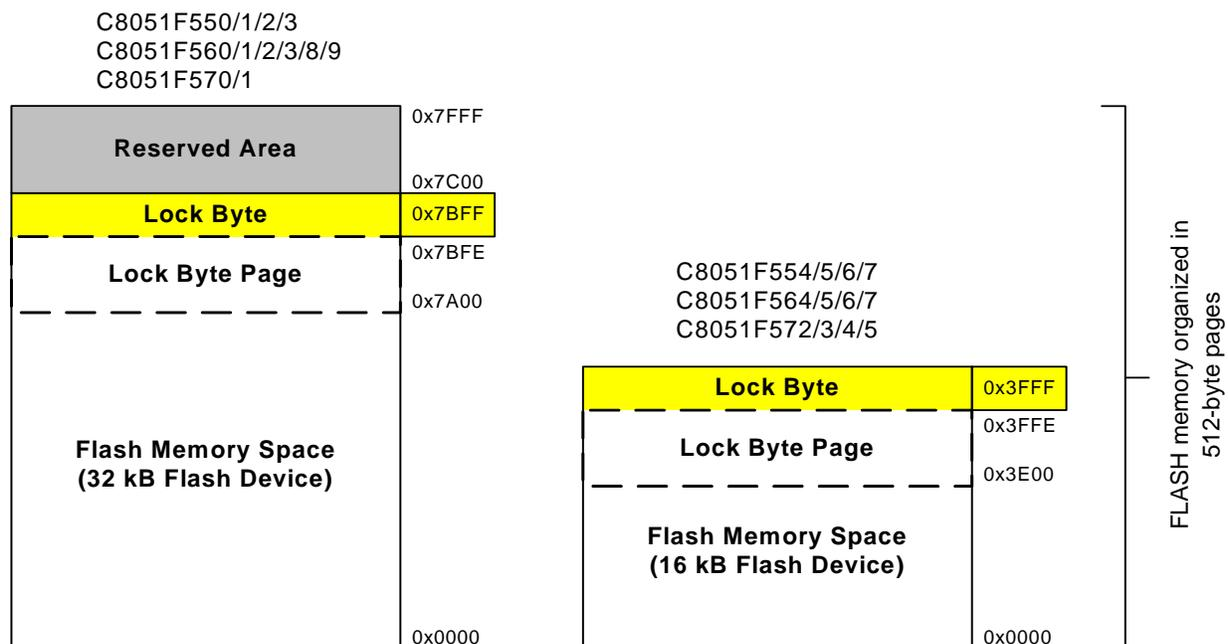 C8051F550/1/2/3
C8051F560/1/2/3/8/9
C8051F570/1
0x7FFF
Reserved Area
0x7C00
Lock Byte
0x7BFF
0x7BFE
Lock Byte Page
0x7A00
Flash Memory Space
(32 kB Flash Device)
0x0000
C8051F554/5/6/7
C8051F564/5/6/7
C8051F572/3/4/5
Lock Byte
0x3FFF
0x3FFE
Lock Byte Page
0x3E00
Flash Memory Space
(16 kB Flash Device)
0x0000
FLASH memory organized in
512-byte pages